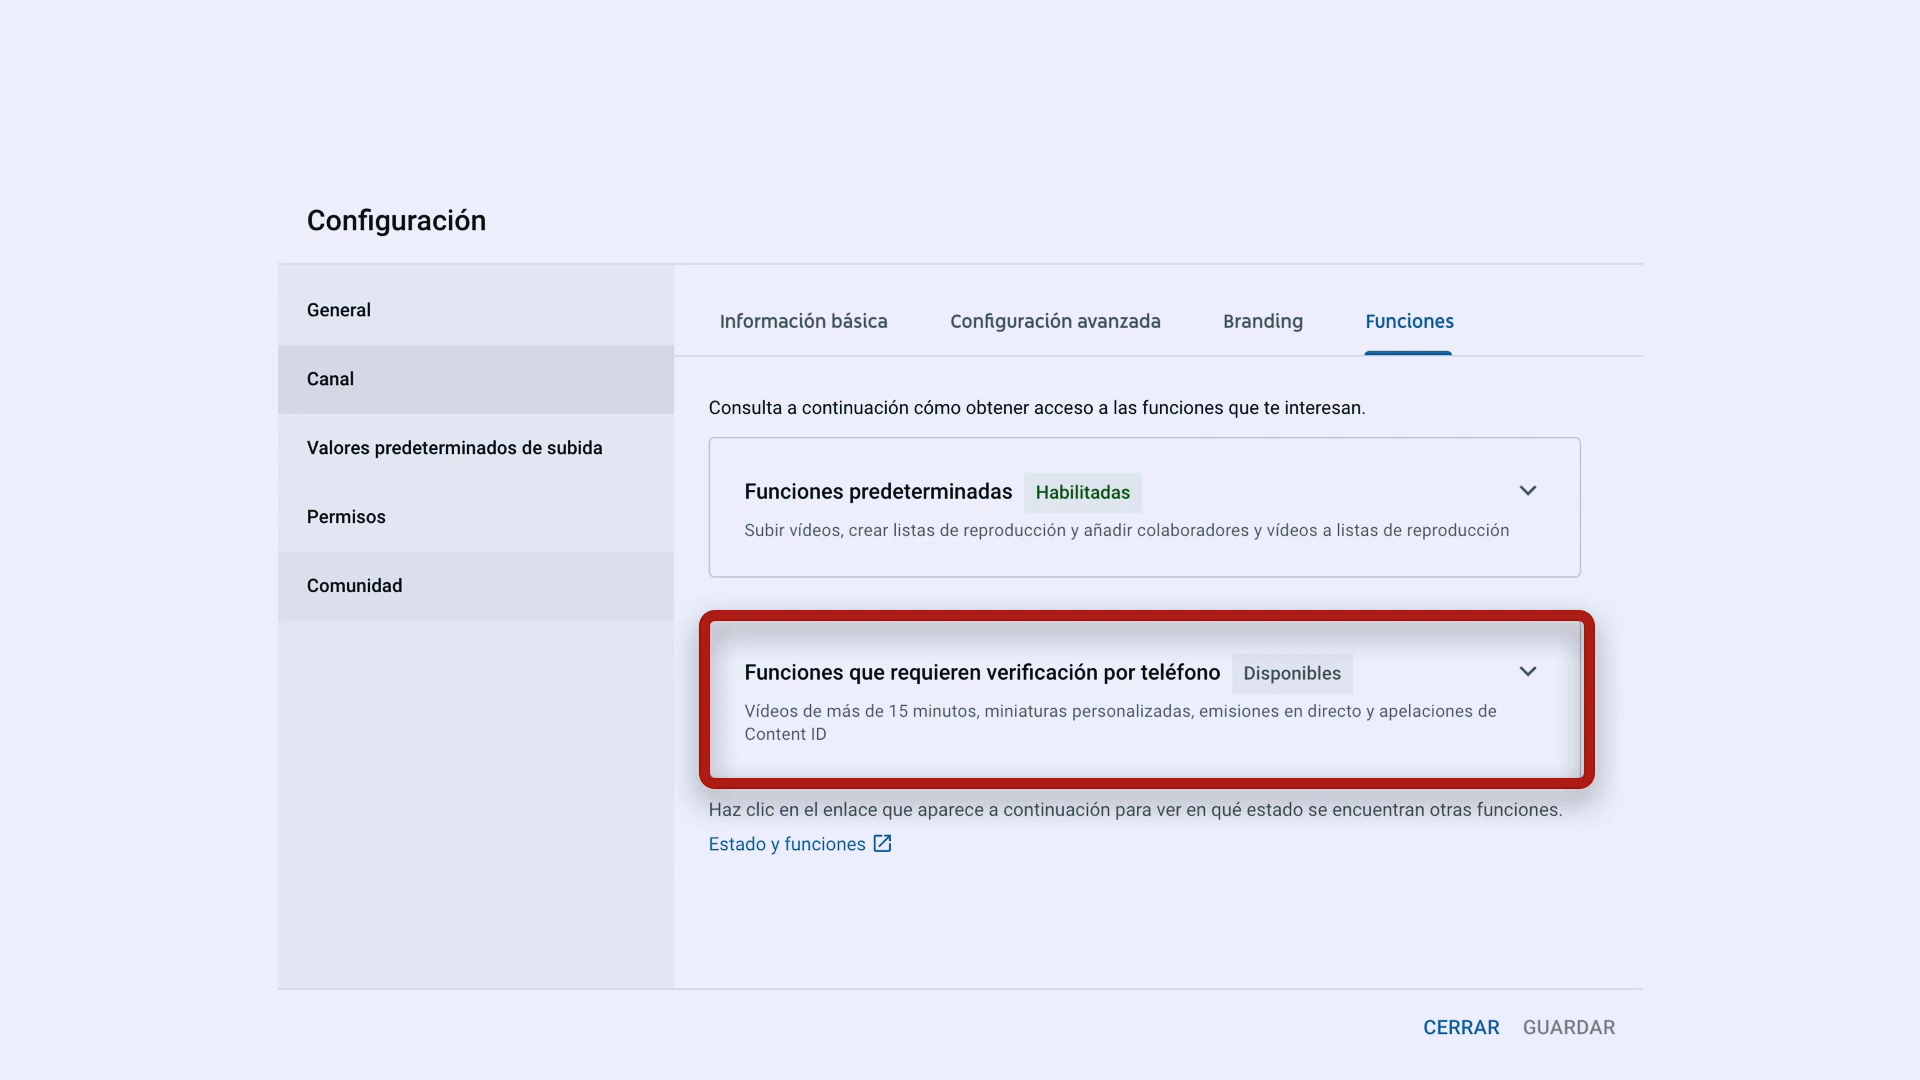 Configuración
General
Canal
Valores predeterminados de subida
Permisos
Comunidad
Información básica
Configuración avanzada
Branding
Funciones
Consulta a continuación cómo obtener acceso a las funciones que te interesan.
Funciones predeterminadas Habilitadas
Subir vídeos, crear listas de reproducción y añadir colaboradores y vídeos a listas de reproducción
Funciones que requieren verificación por teléfono Disponibles
Vídeos de más de 15 minutos, miniaturas personalizadas, emisiones en directo y apelaciones de
Content ID
Haz clic en el enlace que aparece a continuación para ver en qué estado se encuentran otras funciones.
Estado y funciones
CERRAR GUARDAR